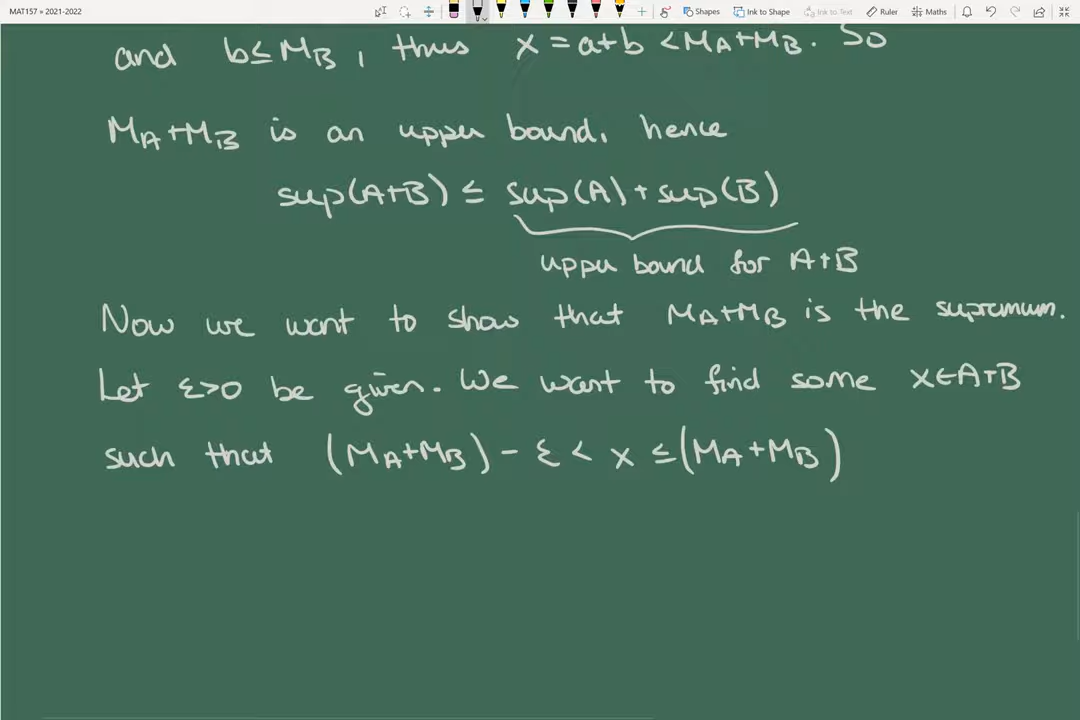 MAT157 » 2021-2022
Shapes Ink to Shape Ink to Text Ruler Maths
and b≤M_B, thus x = a+b <M_A+M_B. So
M_A+M_B is an upper bound, hence
sup(A+B) ≤ sup(A)+sup(B)
upper bound for A+B
Now we want to show that M_A+M_B is the supremum.
Let ε>0 be given. We want to find some x∈A+B
such that (M_A+M_B) - ε < x ≤(M_A+M_B)